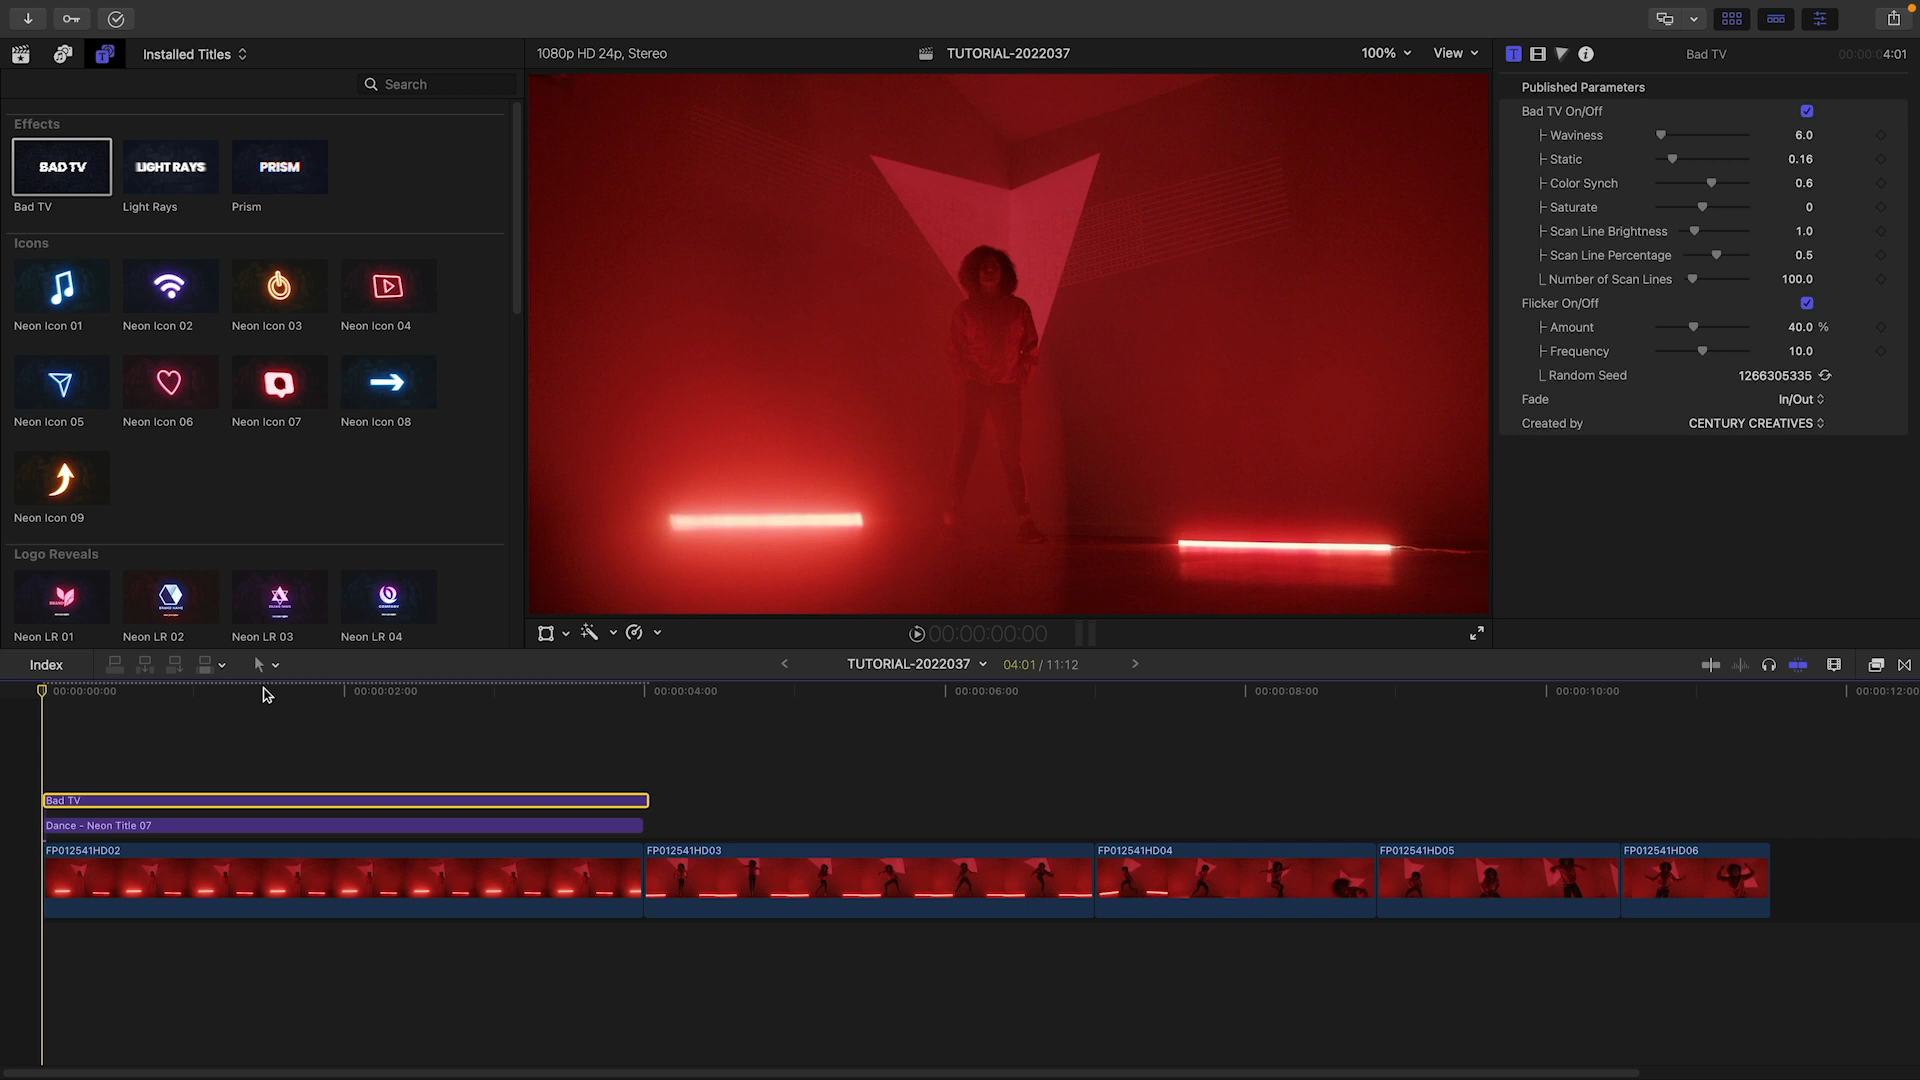 Installed Titles
1080p HD 24p, Stereo
TUTORIAL-2022037
100%
View
Bad TV
00:00:04:01
Search
Effects
BAD TV
LIGHT RAYS
PRISM
Bad TV
Light Rays
Prism
Icons
Neon Icon 01
Neon Icon 02
Neon Icon 03
Neon Icon 04
Neon Icon 05
Neon Icon 06
Neon Icon 07
Neon Icon 08
Neon Icon 09
Logo Reveals
Neon LR 01
Neon LR 02
Neon LR 03
Neon LR 04
Published Parameters
Bad TV On/Off
Waviness 6.0
Static 0.16
Color Synch 0.6
Saturate 0
Scan Line Brightness 1.0
Scan Line Percentage 0.5
Number of Scan Lines 100.0
Flicker On/Off
Amount 40.0 %
Frequency 10.0
Random Seed 1266305335
Fade In/Out
Created by CENTURY CREATIVES
00:00:00:00
Index
TUTORIAL-2022037
04:01 / 11:12
00:00:00:00
00:00:02:00
00:00:04:00
00:00:06:00
00:00:08:00
00:00:10:00
00:00:12:00
Bad TV
Dance - Neon Title 07
FP012541HD02
FP012541HD03
FP012541HD04
FP012541HD05
FP012541HD06